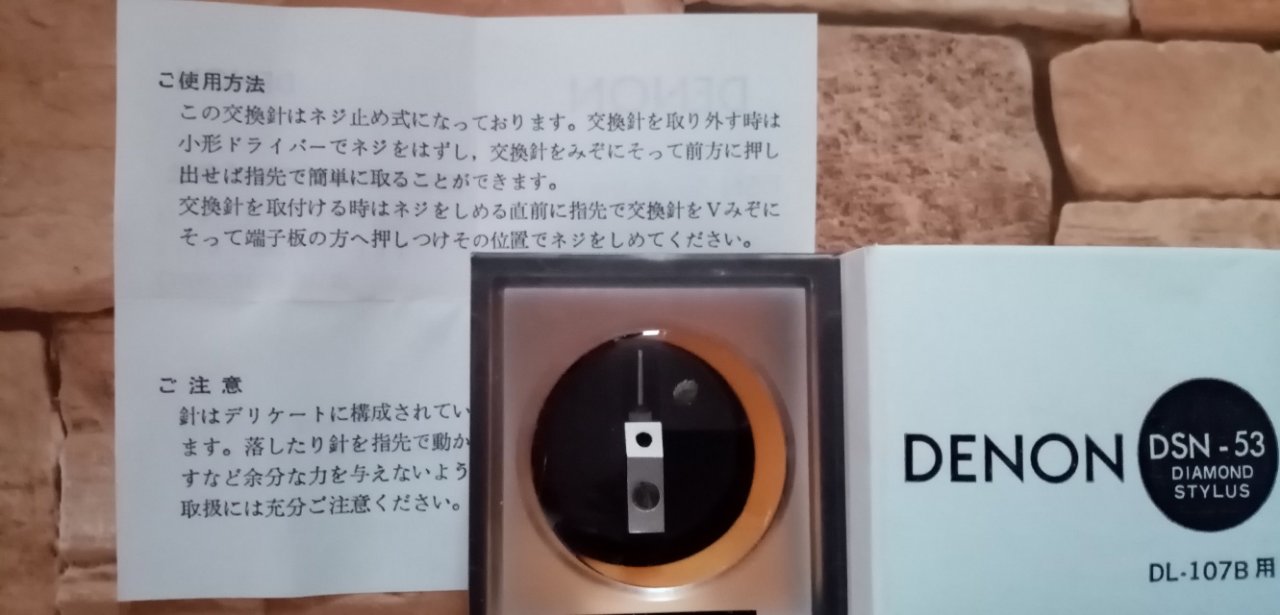 ご使用方法
この交換針はネジ止め式になっております。交換針を取り外す時は
小形ドライバーでネジをはずし，交換針をみぞにそって前方に押し
出せば指先で簡単に取ることができます。
交換針を取付ける時はネジをしめる直前に指先で交換針をVみぞに
そって端子板の方へ押しつけその位置でネジをしめてください。
ご注意
針はデリケートに構成されてい
ます。落したり針を指先で動か
すなど余分な力を与えないよう
取扱には充分ご注意ください。
DENON
DSN-53
DIAMOND
STYLUS
DL-107B用